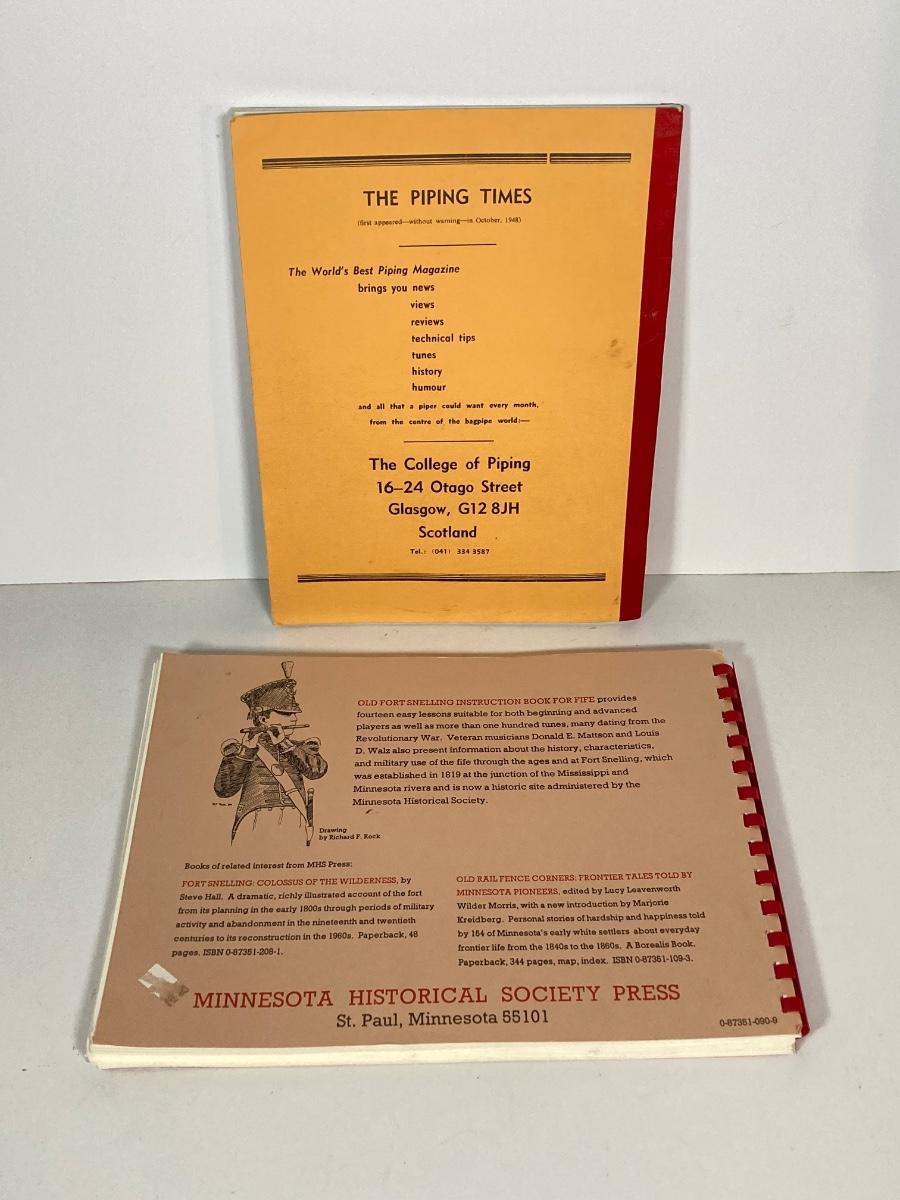 THE PIPING TIMES
(first appeared—without warning—in October, 1948)
The World's Best Piping Magazine
brings you news
views
reviews
technical tips
tunes
history
humour
and all that a piper could want every month,
from the centre of the bagpipe world:—
The College of Piping
16—24 Otago Street
Glasgow, G12 8JH
Scotland
Tel.: (041) 334 3587
OLD FORT SNELLING INSTRUCTION BOOK FOR FIFE provides
fourteen easy lessons suitable for both beginning and advanced
players as well as more than one hundred tunes, many dating from the
Revolutionary War. Veteran musicians Donald E. Mattson and Louis
D. Walz also present information about the history, characteristics,
and military use of the fife through the ages and at Fort Snelling, which
was established in 1819 at the junction of the Mississippi and
Minnesota rivers and is now a historic site administered by the
Minnesota Historical Society.
Drawing
by Richard F. Rock
Books of related interest from MHS Press:
FORT SNELLING: COLOSSUS OF THE WILDERNESS, by
Steve Hall. A dramatic, richly illustrated account of the fort
from its planning in the early 1800s through periods of military
activity and abandonment in the nineteenth and twentieth
centuries to its reconstruction in the 1960s. Paperback, 48
pages. ISBN 0-87351-208-1.
OLD RAIL FENCE CORNERS: FRONTIER TALES TOLD BY
MINNESOTA PIONEERS, edited by Lucy Leavenworth
Wilder Morris, with a new introduction by Marjorie
Kreidberg. Personal stories of hardship and happiness told
by 154 of Minnesota's early white settlers about everyday
frontier life from the 1840s to the 1860s. A Borealis Book.
Paperback, 344 pages, map, index. ISBN 0-87351-109-3.
MINNESOTA HISTORICAL SOCIETY PRESS
St. Paul, Minnesota 55101
0-87351-090-9